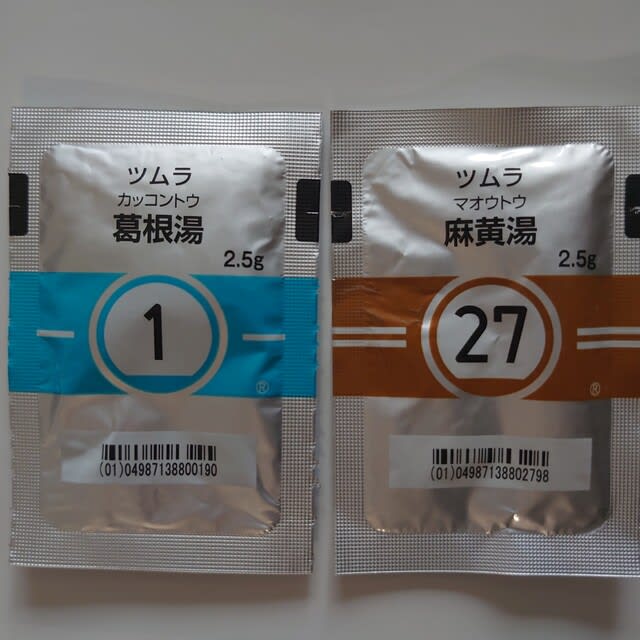 ツムラ
カッコントウ
葛根湯
2.5g
1
®
(01)04987138800190
ツムラ
マオウトウ
麻黄湯
2.5g
27
®
(01)04987138802798